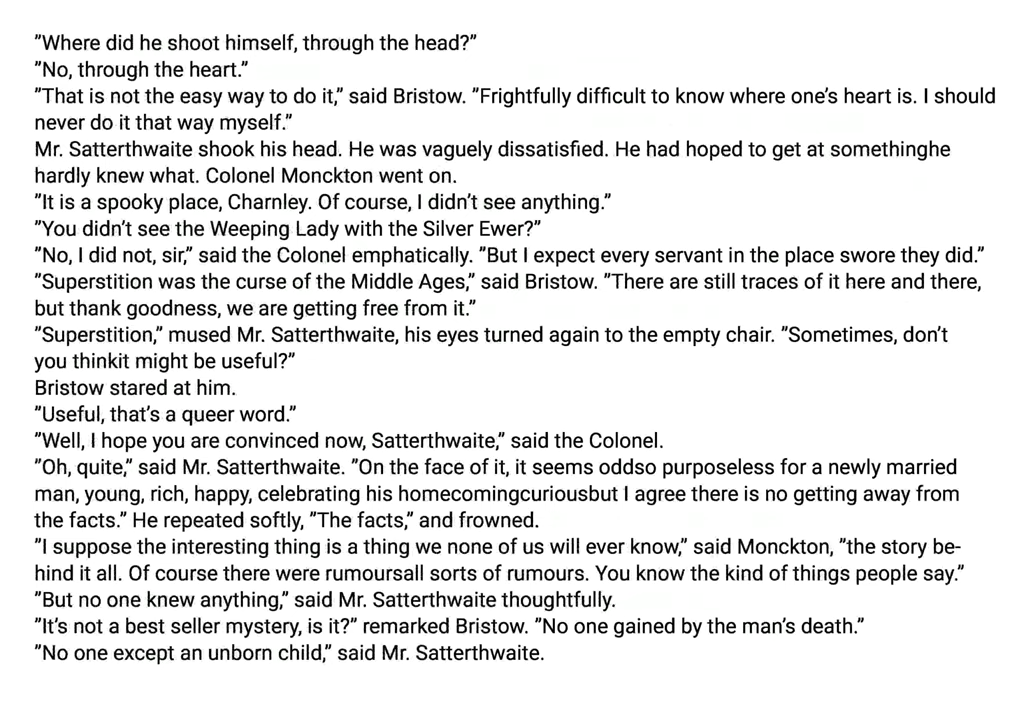 "Where did he shoot himself, through the head?"
"No, through the heart."
"That is not the easy way to do it," said Bristow. "Frightfully difficult to know where one's heart is. I should
never do it that way myself."
Mr. Satterthwaite shook his head. He was vaguely dissatisfied. He had hoped to get at somethinghe
hardly knew what. Colonel Monckton went on.
"It is a spooky place, Charnley. Of course, I didn't see anything."
"You didn't see the Weeping Lady with the Silver Ewer?"
"No, I did not, sir," said the Colonel emphatically. "But I expect every servant in the place swore they did."
"Superstition was the curse of the Middle Ages," said Bristow. "There are still traces of it here and there,
but thank goodness, we are getting free from it."
"Superstition," mused Mr. Satterthwaite, his eyes turned again to the empty chair. "Sometimes, don't
you thinkit might be useful?"
Bristow stared at him.
"Useful, that's a queer word."
"Well, I hope you are convinced now, Satterthwaite," said the Colonel.
"Oh, quite," said Mr. Satterthwaite. "On the face of it, it seems oddso purposeless for a newly married
man, young, rich, happy, celebrating his homecomingcuriousbut I agree there is no getting away from
the facts." He repeated softly, "The facts," and frowned.
"I suppose the interesting thing is a thing we none of us will ever know," said Monckton, "the story be-
hind it all. Of course there were rumoursall sorts of rumours. You know the kind of things people say."
"But no one knew anything," said Mr. Satterthwaite thoughtfully.
"It's not a best seller mystery, is it?" remarked Bristow. "No one gained by the man's death."
"No one except an unborn child," said Mr. Satterthwaite.